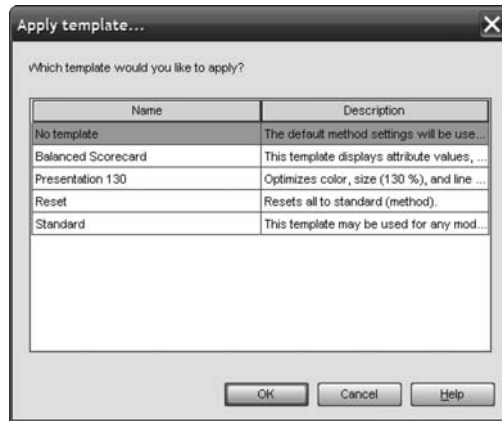 Apply template...
Which template would you like to apply?
Name Description
No template The default method settings will be use...
Balanced Scorecard This template displays attribute values, ...
Presentation 130 Optimizes color, size (130 %), and line ...
Reset Resets all to standard (method).
Standard This template may be used for any mod...
OK Cancel Help